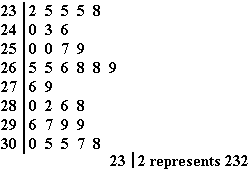 23 | 2 5 5 5 8
24 | 0 3 6
25 | 0 0 7 9
26 | 5 5 6 8 8 9
27 | 6 9
28 | 0 2 6 8
29 | 6 7 9 9
30 | 0 5 5 7 8
23 | 2 represents 232